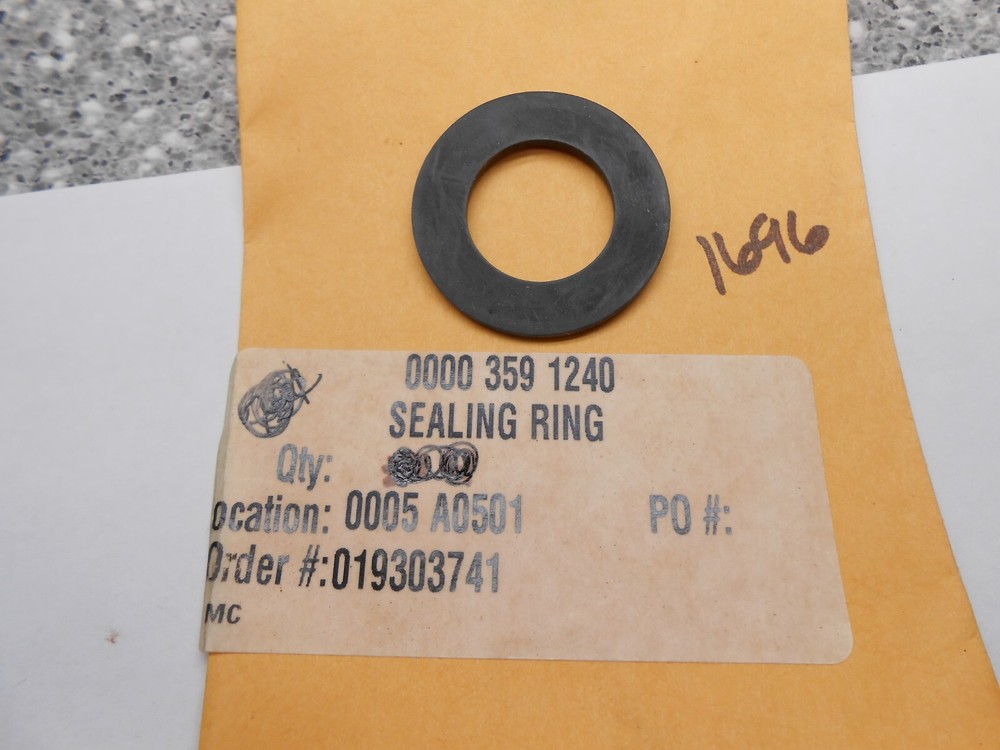 1696
0000 359 1240
SEALING RING
Qty:
ocation: 0005 A0501 PO #:
Order #:019303741
MC